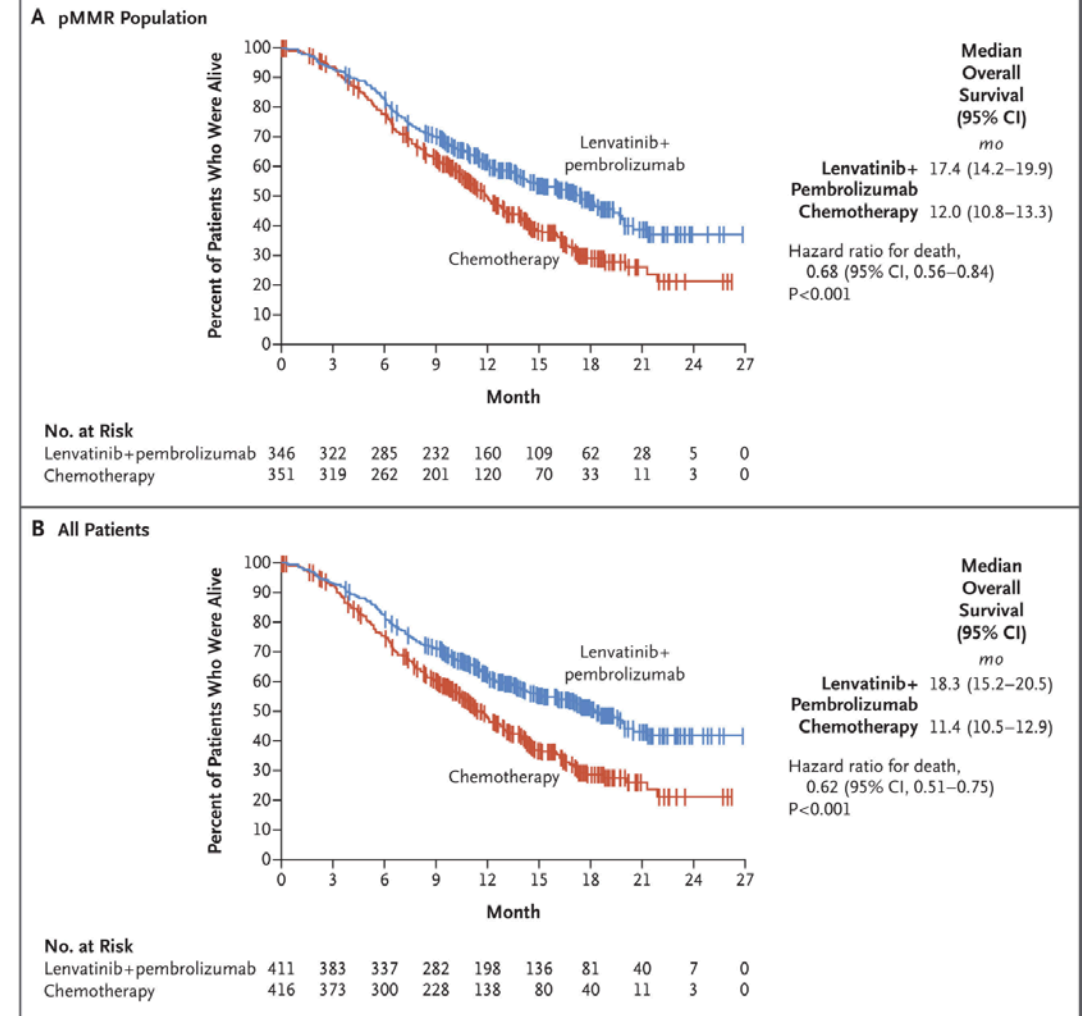 A pMMR Population
Percent of Patients Who Were Alive
100
90
80
70
60
50
40
30
20
10
0
Lenvatinib+
pembrolizumab
Chemotherapy
0 3 6 9 12 15 18 21 24 27
Month
Median
Overall
Survival
(95% CI)
mo
Lenvatinib+ 17.4 (14.2–19.9)
Pembrolizumab
Chemotherapy 12.0 (10.8–13.3)
Hazard ratio for death,
0.68 (95% CI, 0.56–0.84)
P<0.001
No. at Risk
Lenvatinib+pembrolizumab 346 322 285 232 160 109 62 28 5 0
Chemotherapy 351 319 262 201 120 70 33 11 3 0
B All Patients
Percent of Patients Who Were Alive
100
90
80
70
60
50
40
30
20
10
0
Lenvatinib+
pembrolizumab
Chemotherapy
0 3 6 9 12 15 18 21 24 27
Month
Median
Overall
Survival
(95% CI)
mo
Lenvatinib+ 18.3 (15.2–20.5)
Pembrolizumab
Chemotherapy 11.4 (10.5–12.9)
Hazard ratio for death,
0.62 (95% CI, 0.51–0.75)
P<0.001
No. at Risk
Lenvatinib+pembrolizumab 411 383 337 282 198 136 81 40 7 0
Chemotherapy 416 373 300 228 138 80 40 11 3 0